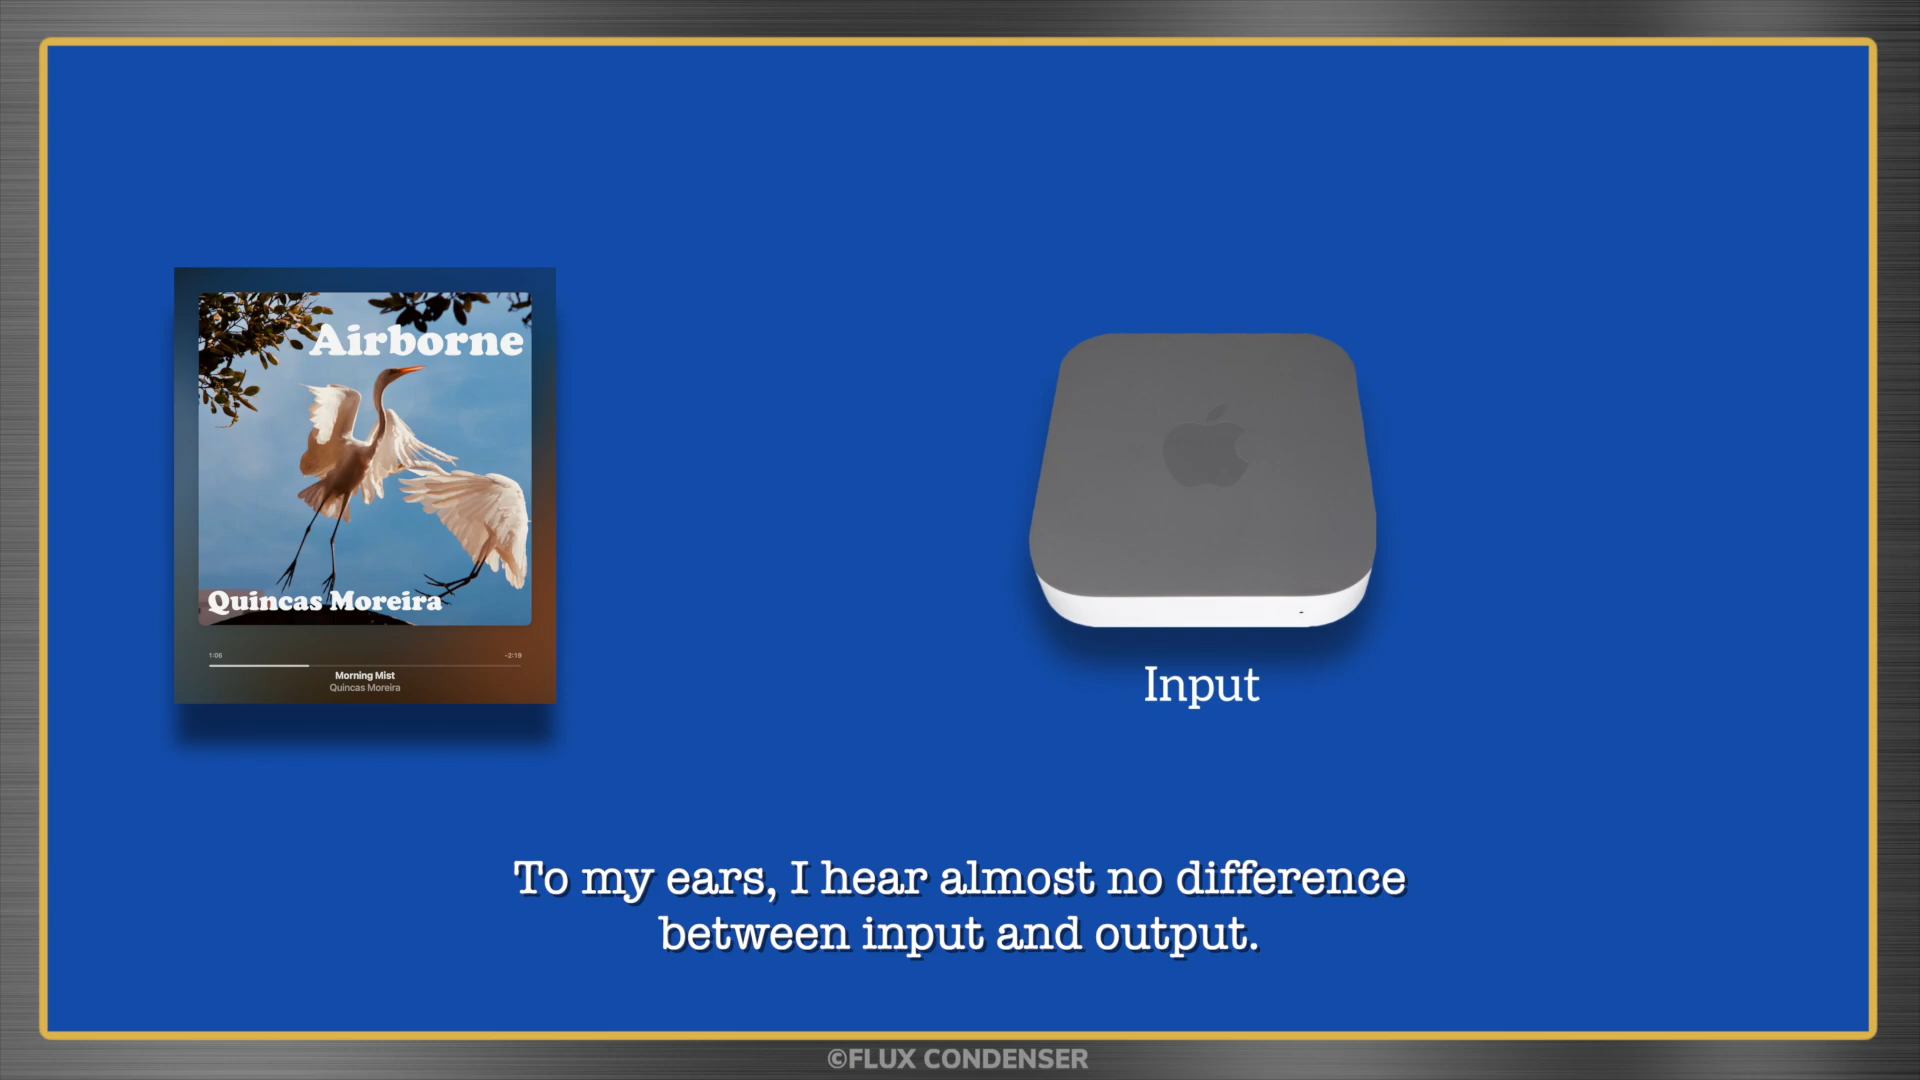 Airborne
Quincas Moreira
1:06
-2:19
Morning Mist
Quincas Moreira
Input
To my ears, I hear almost no difference
between input and output.
©FLUX CONDENSER